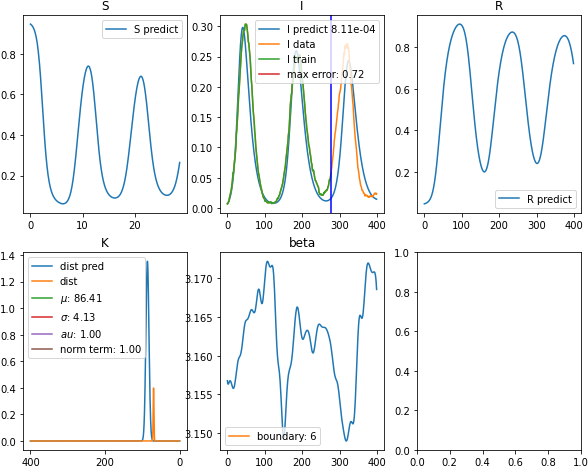 S
I
R
S predict
I predict 8.11e-04
I data
I train
max error: 0.72
R predict
0.8
0.6
0.4
0.2
0 10 20
0.30
0.25
0.20
0.15
0.10
0.05
0.00
0 100 200 300 400
0.8
0.6
0.4
0.2
0 100 200 300 400
K
beta
dist pred
dist
μ: 86.41
σ: 4.13
au: 1.00
norm term: 1.00
boundary: 6
1.4
1.2
1.0
0.8
0.6
0.4
0.2
0.0
400 200 0
3.170
3.165
3.160
3.155
3.150
0 100 200 300 400
1.0
0.8
0.6
0.4
0.2
0.0
0.0 0.2 0.4 0.6 0.8 1.0